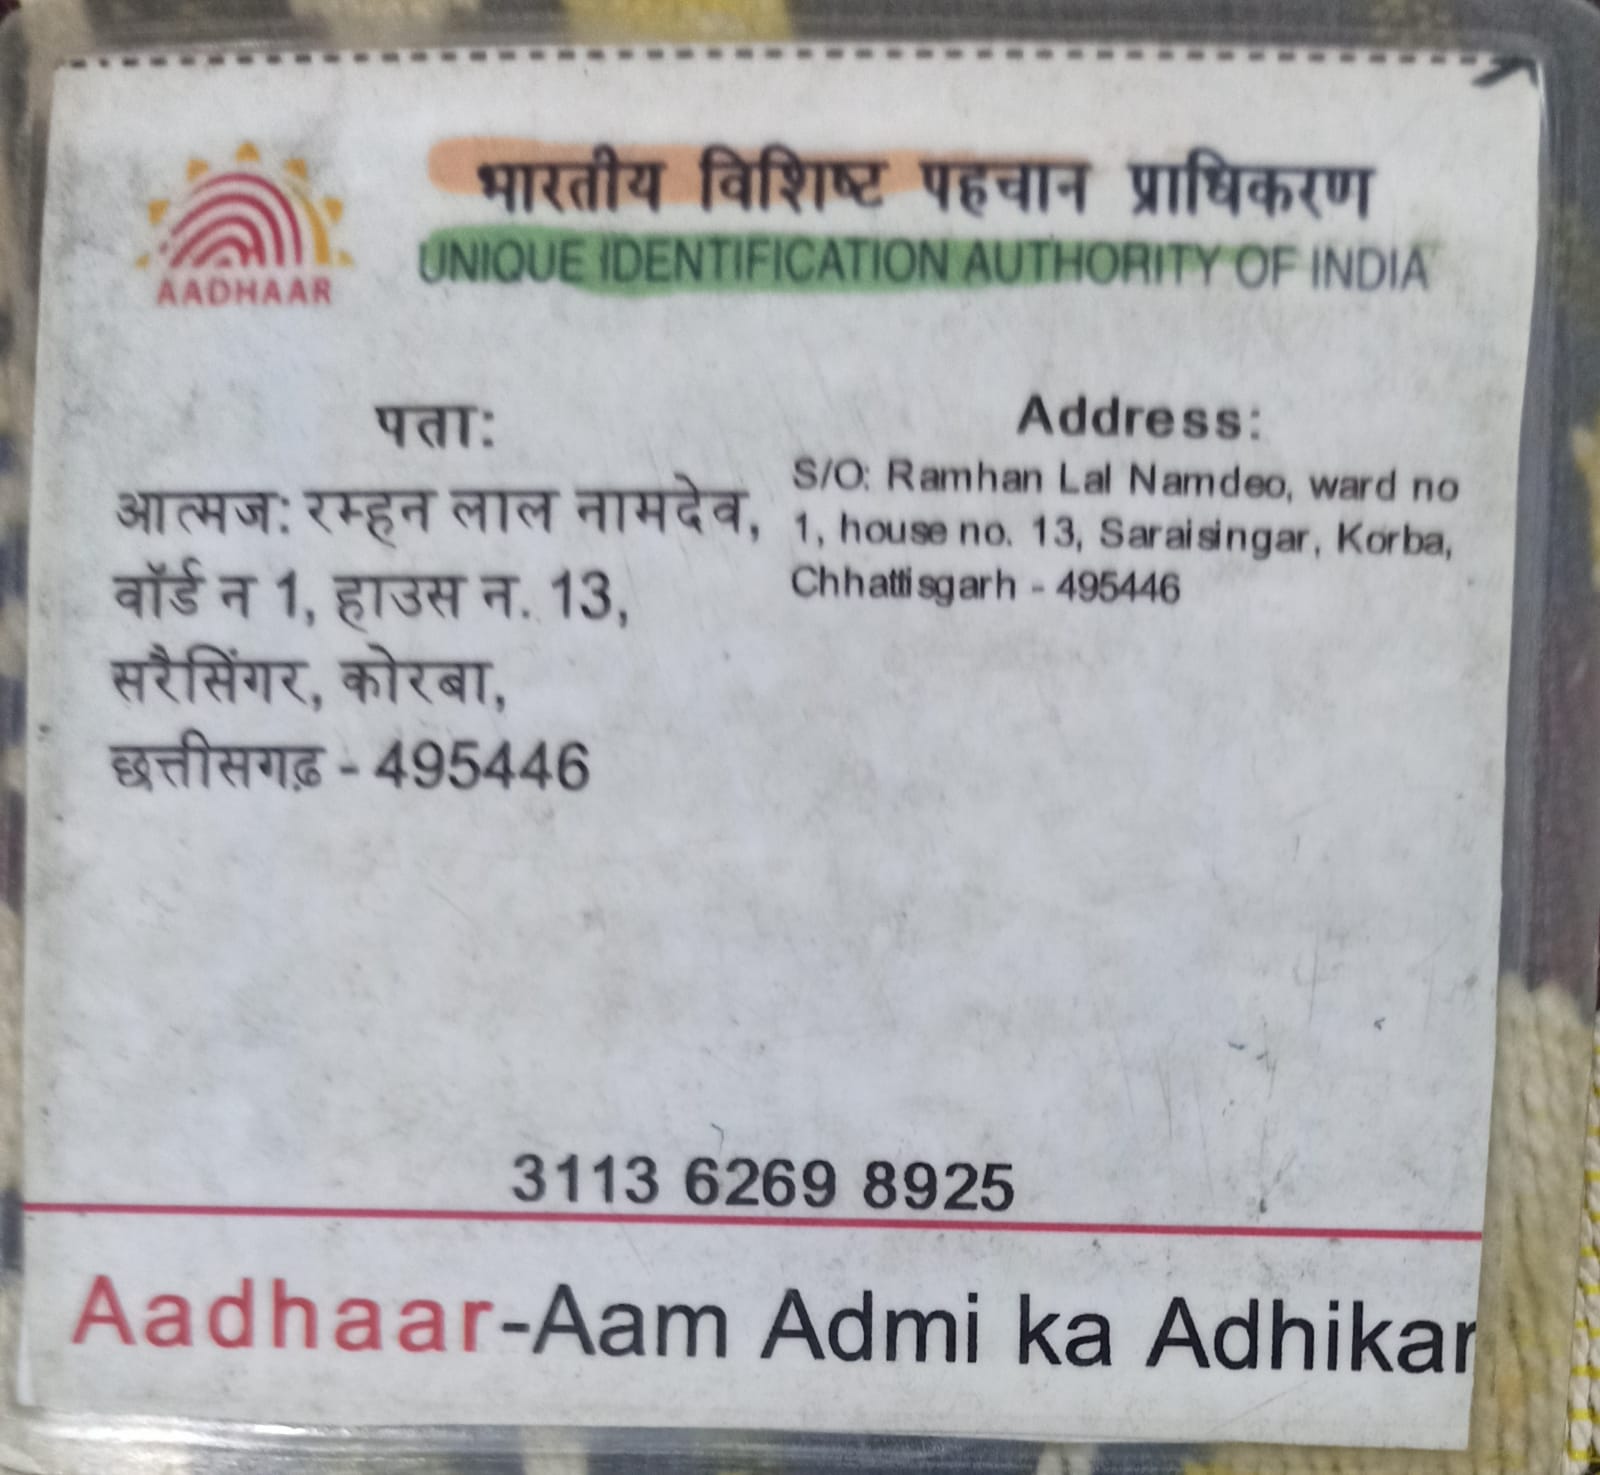 भारतीय विशिष्ट पहचान प्राधिकरण
UNIQUE IDENTIFICATION AUTHORITY OF INDIA
AADHAAR
पता:
आत्मज: रम्हन लाल नामदेव,
वॉर्ड न 1, हाउस न. 13,
सरैसिंगर, कोरबा,
छत्तीसगढ़ - 495446
Address:
S/O: Ramhan Lal Namdeo, ward no
1, house no. 13, Saraisingar, Korba,
Chhattisgarh - 495446
3113 6269 8925
Aadhaar-Aam Admi ka Adhikar